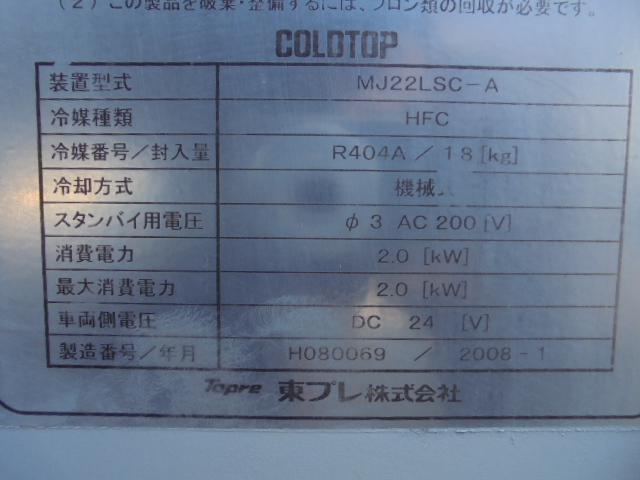 (2) この製品を破棄・整備するには、フロン類の回収が必要です。
COLDTOP
装置型式 MJ22LSC-A
冷媒種類 HFC
冷媒番号/封入量 R404A / 1 8 [kg]
冷却方式 機械
スタンバイ用電圧 φ 3 AC 200 [V]
消費電力 2.0 [kW]
最大消費電力 2.0 [kW]
車両側電圧 DC 24 [V]
製造番号/年月 H080069 / 2008 - 1
Topre 東プレ株式会社